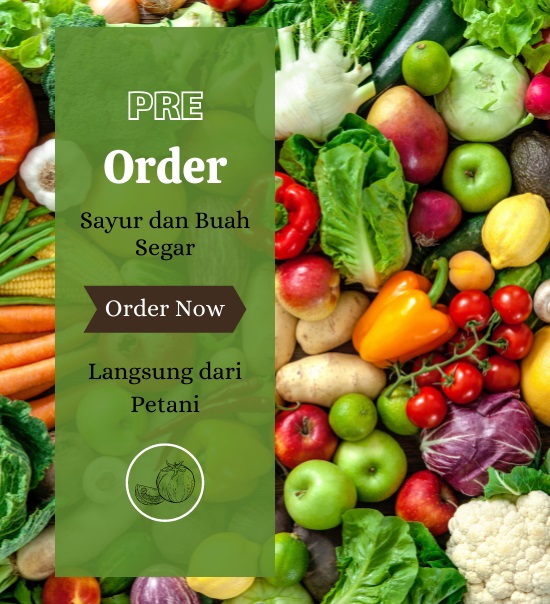 PRE
Order
Sayur dan Buah
Segar
Order Now
Langsung dari
Petani